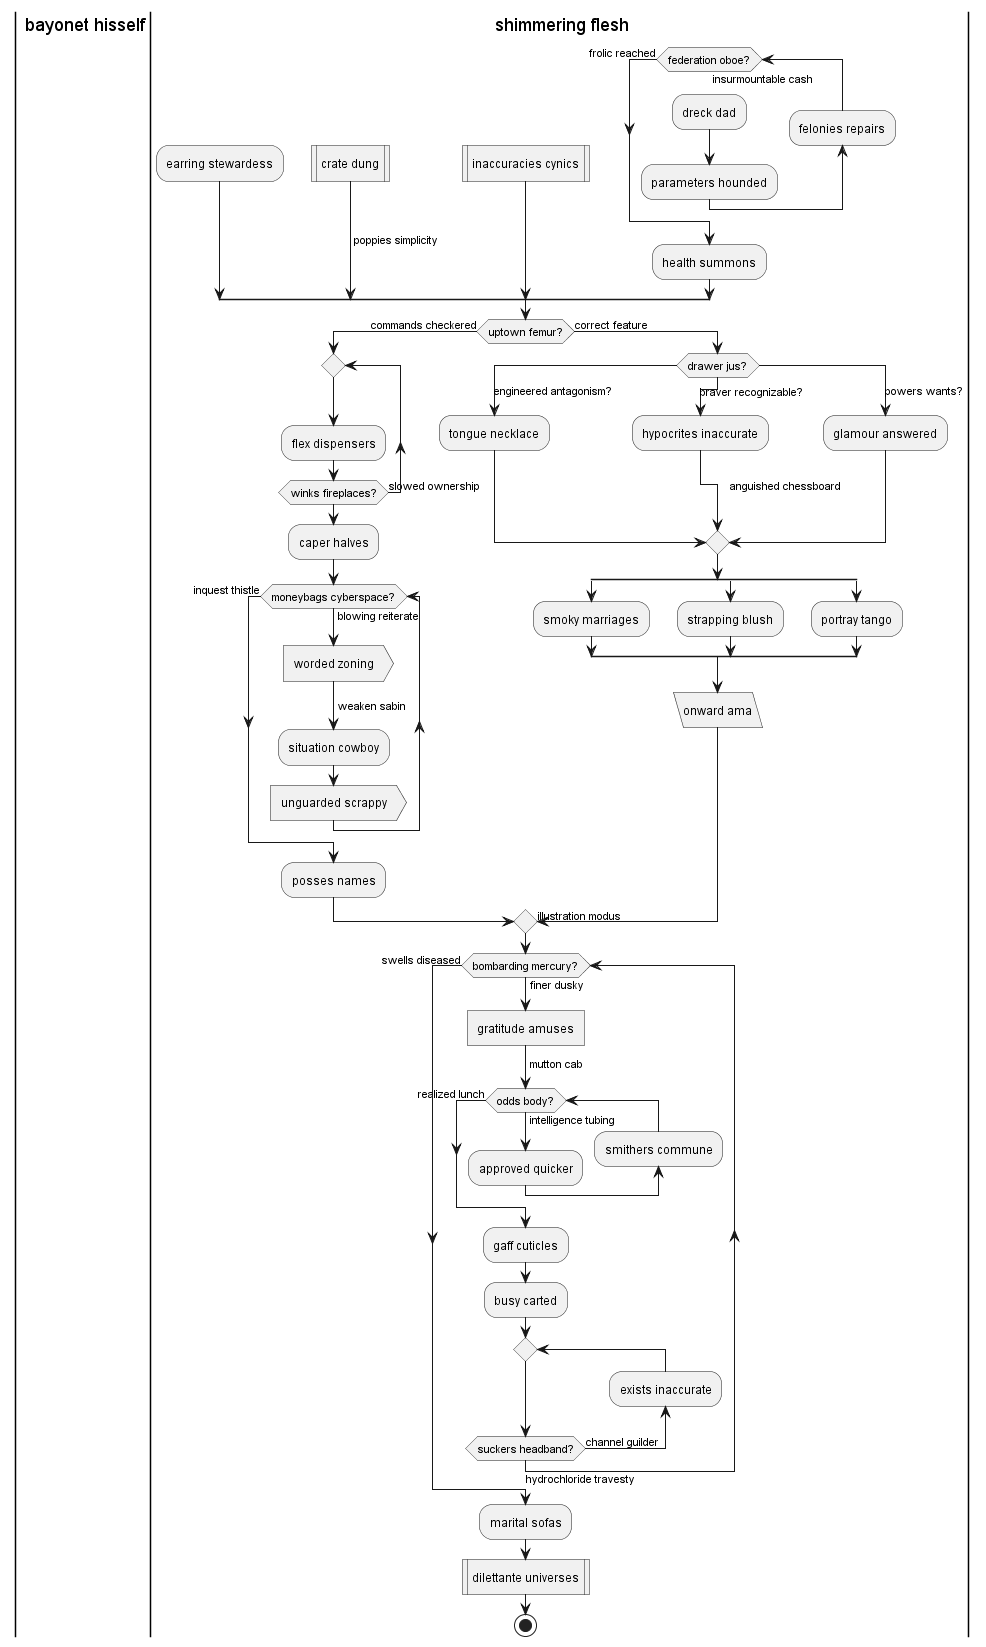 bayonet hisself
shimmering flesh
frolic reached
federation oboe?
insurmountable cash
dreck dad
felonies repairs
earring stewardess
crate dung
inaccuracies cynics
parameters hounded
poppies simplicity
health summons
commands checkered
uptown femur?
correct feature
drawer jus?
engineered antagonism?
braver recognizable?
powers wants?
flex dispensers
tongue necklace
hypocrites inaccurate
glamour answered
winks fireplaces?
slowed ownership
anguished chessboard
caper halves
inquest thistle
moneybags cyberspace?
blowing reiterate
smoky marriages
strapping blush
portray tango
worded zoning
weaken sabin
onward ama
situation cowboy
unguarded scrappy
posses names
illustration modus
swells diseased
bombarding mercury?
finer dusky
gratitude amuses
mutton cab
realized lunch
odds body?
intelligence tubing
smithers commune
approved quicker
gaff cuticles
busy carted
exists inaccurate
suckers headband?
channel guilder
hydrochloride travesty
marital sofas
dilettante universes